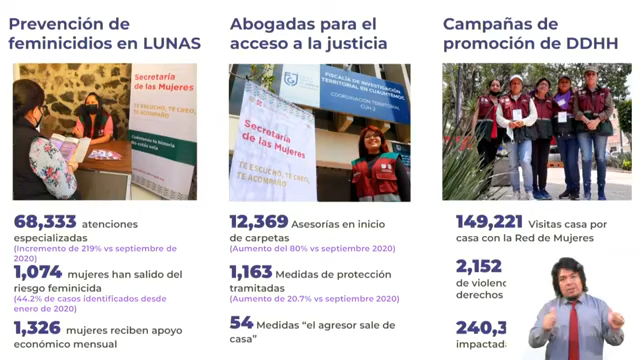 Prevención de
feminicidios en LUNAS
Secretaría
de las Mujeres
TE ESCUCHO, TE CREO,
TE ACOMPAÑO
68,333 atenciones
especializadas
(Incremento de 219% vs septiembre de
2020)
1,074 mujeres han salido del
riesgo feminicida
(44.2% de casos identificados desde
enero de 2020)
1,326 mujeres reciben apoyo
económico mensual
Abogadas para el
acceso a la justicia
FISCALÍA DE INVESTIGACIÓN
TERRITORIAL EN CUAUHTÉMOC
COORDINACIÓN TERRITORIAL
CUH-2
Secretaría
de las Mujeres
TE ESCUCHO, TE CREO,
TE ACOMPAÑO
12,369 Asesorías en inicio
de carpetas
(Aumento del 80% vs septiembre 2020)
1,163 Medidas de protección
tramitadas
(Aumento de 20.7% vs septiembre 2020)
54 Medidas “el agresor sale de
casa”
Campañas de
promoción de DDHH
149,221 Visitas casa por
casa con la Red de Mujeres
2,152
de violenc
derechos
240,3
impactad